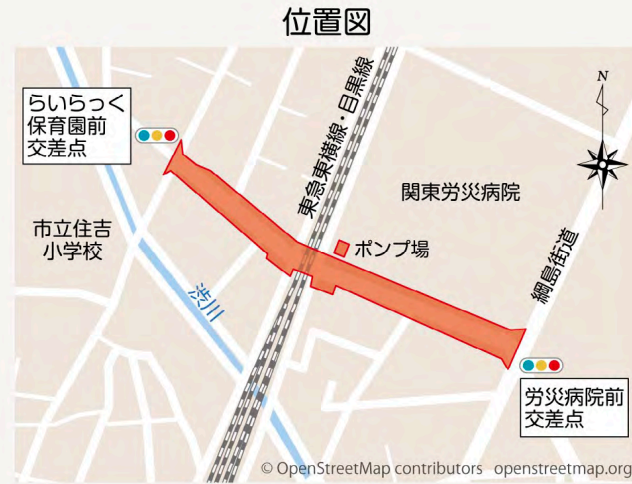 位置図
らいらっく
保育園前
交差点
東急東横線・目黒線
N
関東労災病院
市立住吉
小学校
ポンプ場
綱島街道
渋川
労災病院前
交差点
© OpenStreetMap contributors openstreetmap.org